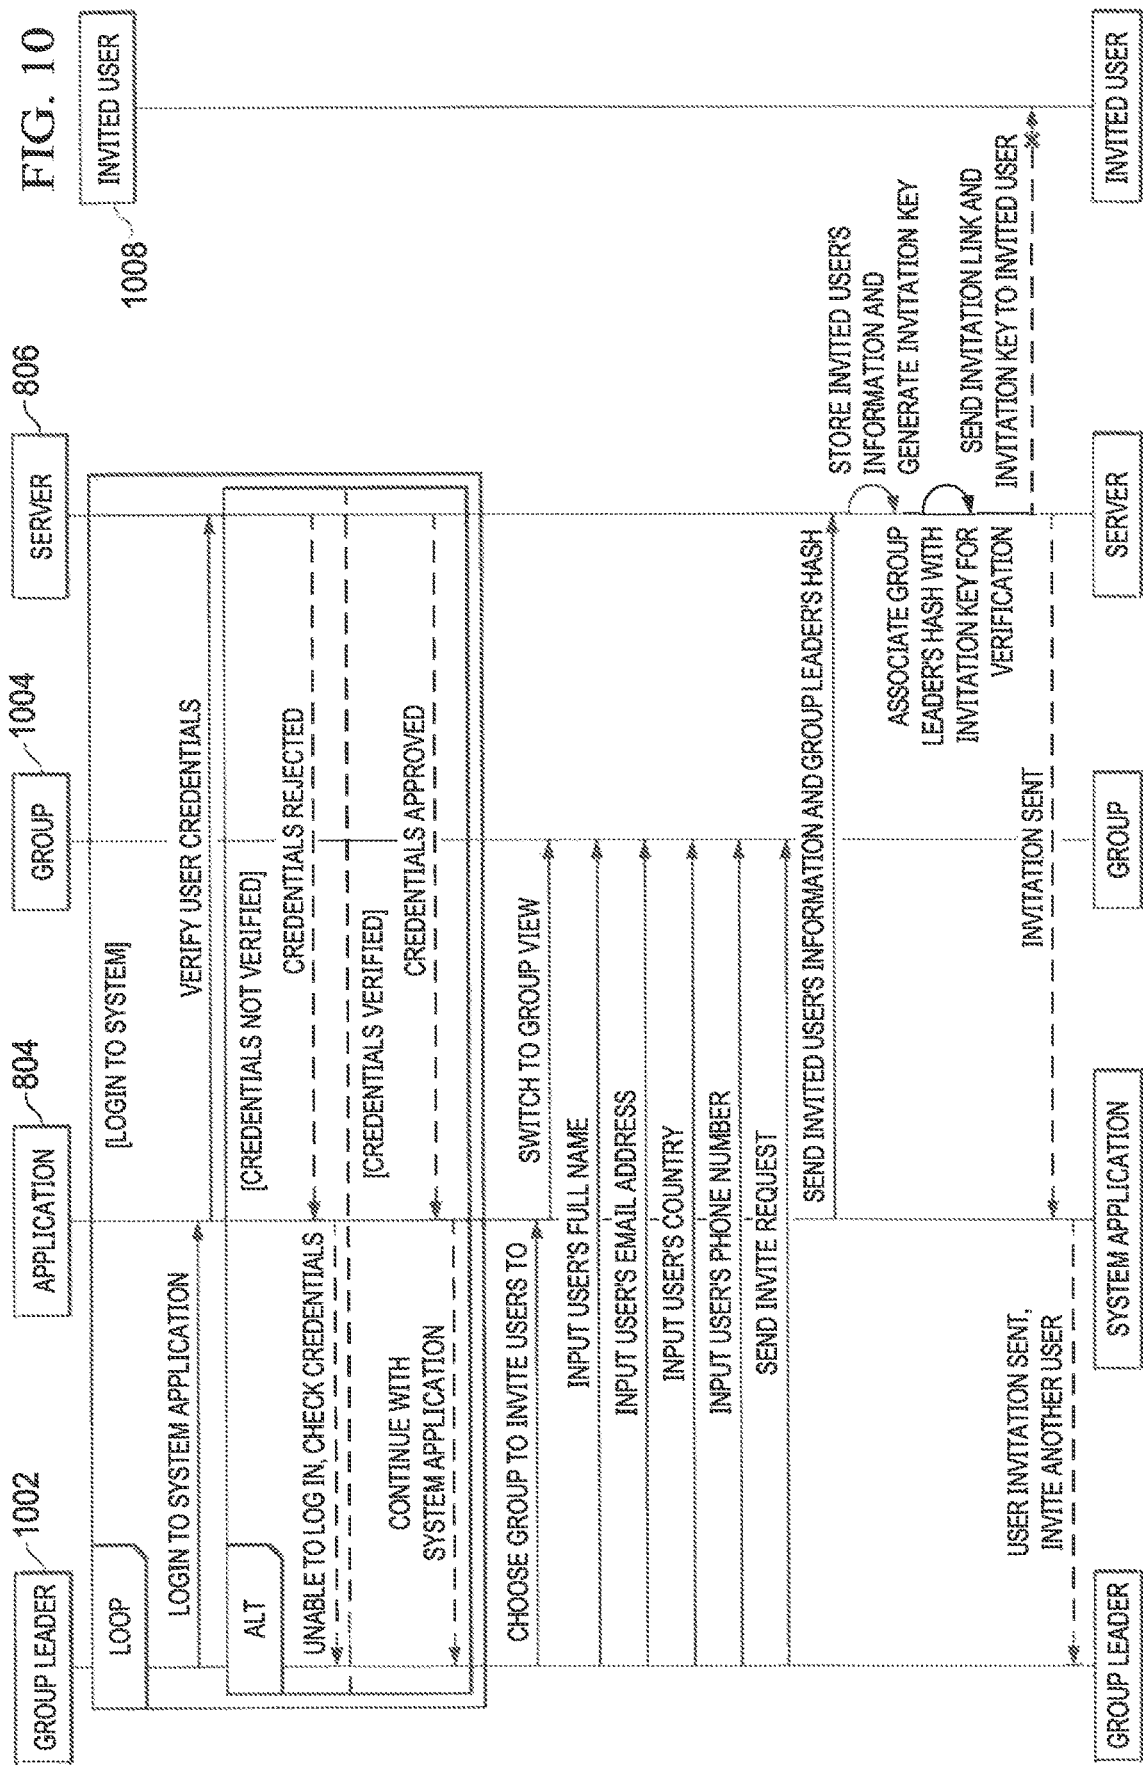 FIG. 10
GROUP LEADER
1002
APPLICATION
804
GROUP
1004
SERVER
806
INVITED USER
1008
LOOP
[LOGIN TO SYSTEM]
LOGIN TO SYSTEM APPLICATION
VERIFY USER CREDENTIALS
ALT
[CREDENTIALS NOT VERIFIED]
CREDENTIALS REJECTED
UNABLE TO LOG IN, CHECK CREDENTIALS
[CREDENTIALS VERIFIED]
CREDENTIALS APPROVED
CONTINUE WITH
SYSTEM APPLICATION
CHOOSE GROUP TO INVITE USERS TO
SWITCH TO GROUP VIEW
INPUT USER'S FULL NAME
INPUT USER'S EMAIL ADDRESS
INPUT USER'S COUNTRY
INPUT USER'S PHONE NUMBER
SEND INVITE REQUEST
SEND INVITED USER'S INFORMATION AND GROUP LEADER'S HASH
STORE INVITED USER'S
INFORMATION AND
GENERATE INVITATION KEY
ASSOCIATE GROUP
LEADER'S HASH WITH
INVITATION KEY FOR
VERIFICATION
SEND INVITATION LINK AND
INVITATION KEY TO INVITED USER
INVITATION SENT
USER INVITATION SENT,
INVITE ANOTHER USER
GROUP LEADER
SYSTEM APPLICATION
GROUP
SERVER
INVITED USER